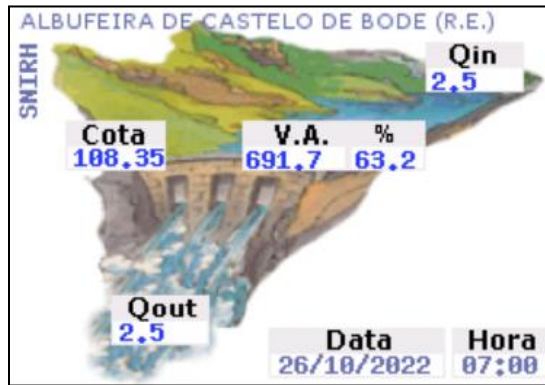 ALBUFEIRA DE CASTELO DE BODE (R.E.)
SNIRH
Qin
2.5
Cota V.A. %
108.35 691.7 63.2
Qout
2.5
Data Hora
26/10/2022 07:00